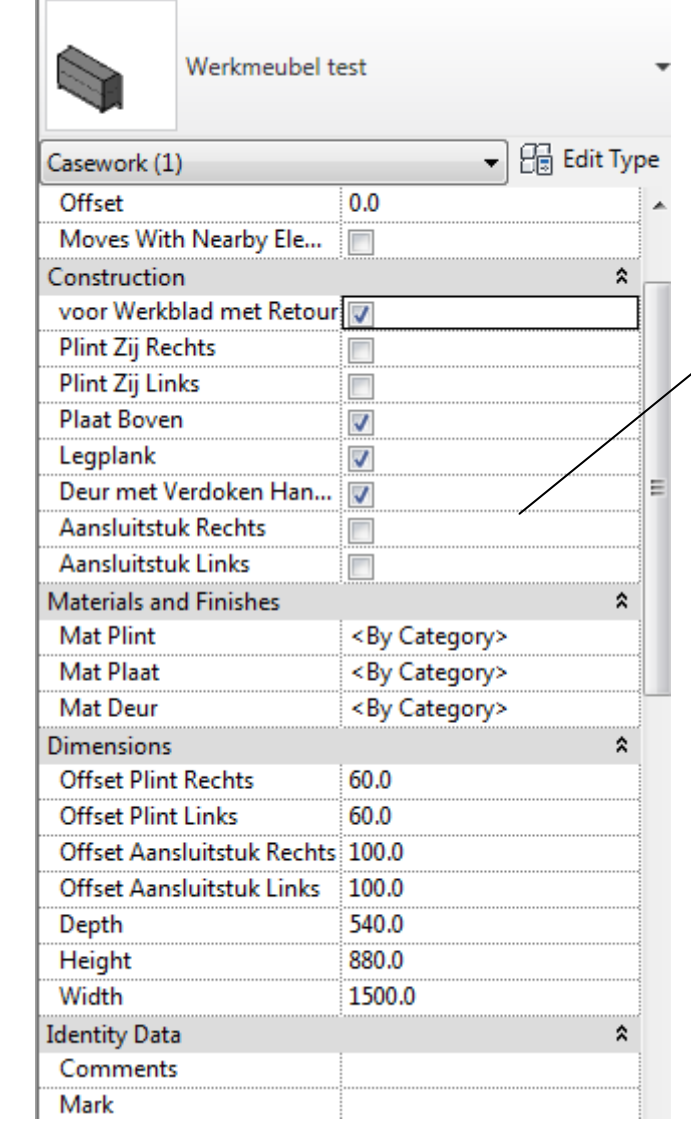 Werkmeubel test
Casework (1) Edit Type
Offset 0.0
Moves With Nearby Ele...
Construction
voor Werkblad met Retour
Plint Zij Rechts
Plint Zij Links
Plaat Boven
Legplank
Deur met Verdoken Han...
Aansluitstuk Rechts
Aansluitstuk Links
Materials and Finishes
Mat Plint <By Category>
Mat Plaat <By Category>
Mat Deur <By Category>
Dimensions
Offset Plint Rechts 60.0
Offset Plint Links 60.0
Offset Aansluitstuk Rechts 100.0
Offset Aansluitstuk Links 100.0
Depth 540.0
Height 880.0
Width 1500.0
Identity Data
Comments
Mark